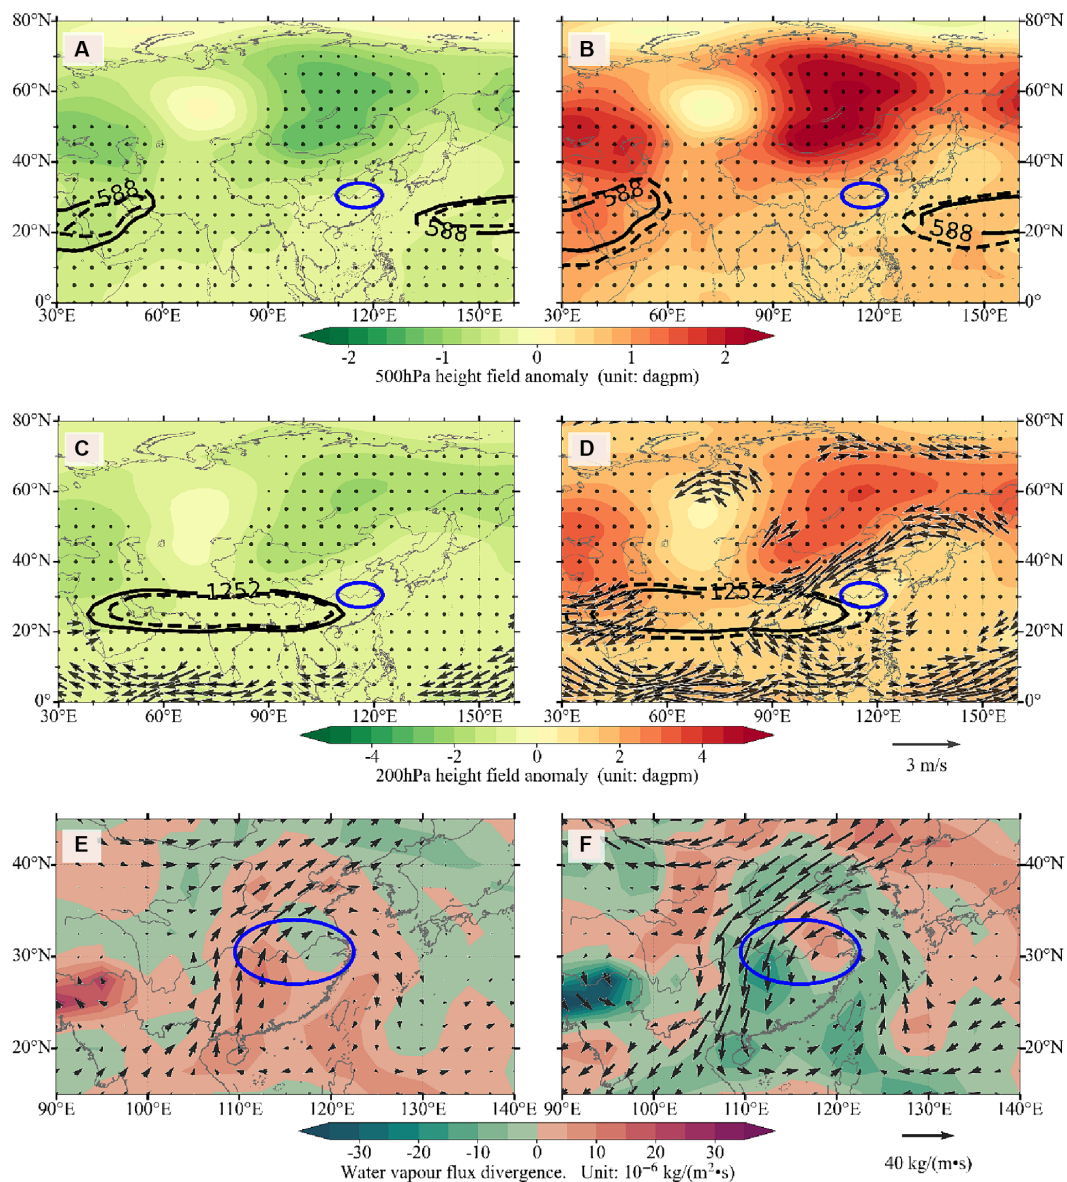 A
B
80°N
60°N
40°N
20°N
0°
80°N
60°N
40°N
20°N
0°
588
588
588
588
30°E 60°E 90°E 120°E 150°E
30°E 60°E 90°E 120°E 150°E
-2 -1 0 1 2
500hPa height field anomaly (unit: dagpm)
C
D
80°N
60°N
40°N
20°N
0°
80°N
60°N
40°N
20°N
0°
1252
1252
30°E 60°E 90°E 120°E 150°E
30°E 60°E 90°E 120°E 150°E
-4 -2 0 2 4
200hPa height field anomaly (unit: dagpm)
3 m/s
E
F
40°N
30°N
20°N
40°N
30°N
20°N
90°E 100°E 110°E 120°E 130°E 140°E
90°E 100°E 110°E 120°E 130°E 140°E
-30 -20 -10 0 10 20 30
Water vapour flux divergence. Unit: 10⁻⁶ kg/(m²•s)
40 kg/(m•s)